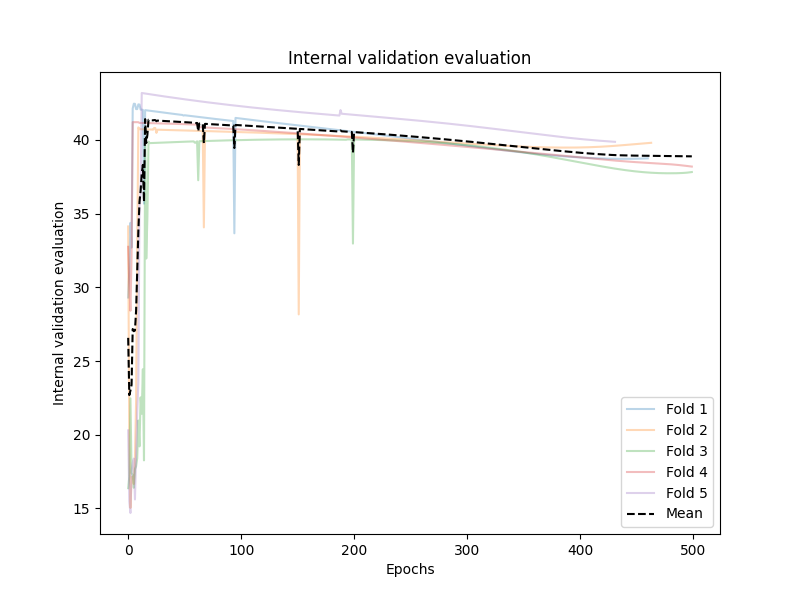 Internal validation evaluation
Internal validation evaluation
40
35
30
25
20
15
0 100 200 300 400 500
Epochs
Fold 1
Fold 2
Fold 3
Fold 4
Fold 5
Mean